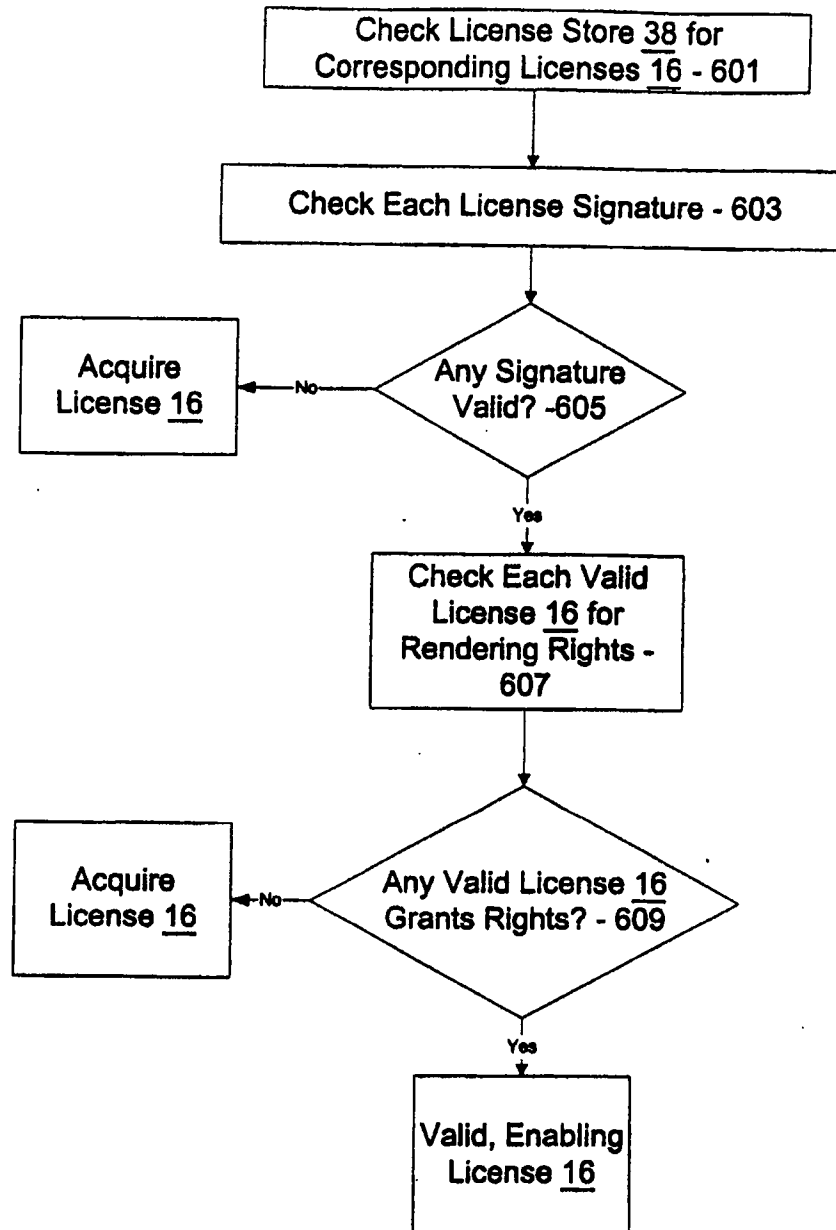 Check License Store 38 for
Corresponding Licenses 16 - 601
Check Each License Signature - 603
Any Signature
Valid? -605
No
Acquire
License 16
Yes
Check Each Valid
License 16 for
Rendering Rights -
607
Any Valid License 16
Grants Rights? - 609
No
Acquire
License 16
Yes
Valid, Enabling
License 16